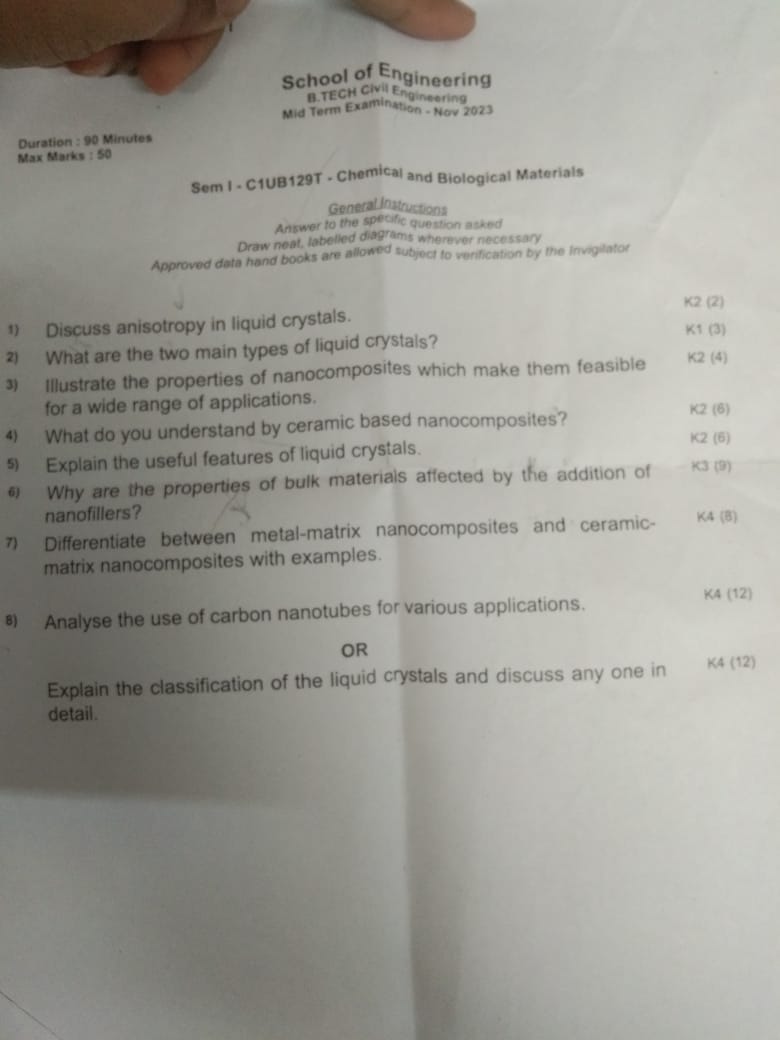 School of Engineering
B.TECH Civil Engineering
Mid Term Examination - Nov 2023
Duration : 90 Minutes
Max Marks : 50
Sem I - C1UB129T - Chemical and Biological Materials
General Instructions
Answer to the specific question asked
Draw neat, labelled diagrams wherever necessary
Approved data hand books are allowed subject to verification by the Invigilator
1) Discuss anisotropy in liquid crystals. K2 (2)
2) What are the two main types of liquid crystals? K1 (3)
3) Illustrate the properties of nanocomposites which make them feasible K2 (4)
for a wide range of applications.
4) What do you understand by ceramic based nanocomposites? K2 (6)
5) Explain the useful features of liquid crystals. K2 (6)
6) Why are the properties of bulk materials affected by the addition of K3 (9)
nanofillers?
7) Differentiate between metal-matrix nanocomposites and ceramic- K4 (8)
matrix nanocomposites with examples.
8) Analyse the use of carbon nanotubes for various applications. K4 (12)
OR
Explain the classification of the liquid crystals and discuss any one in K4 (12)
detail.